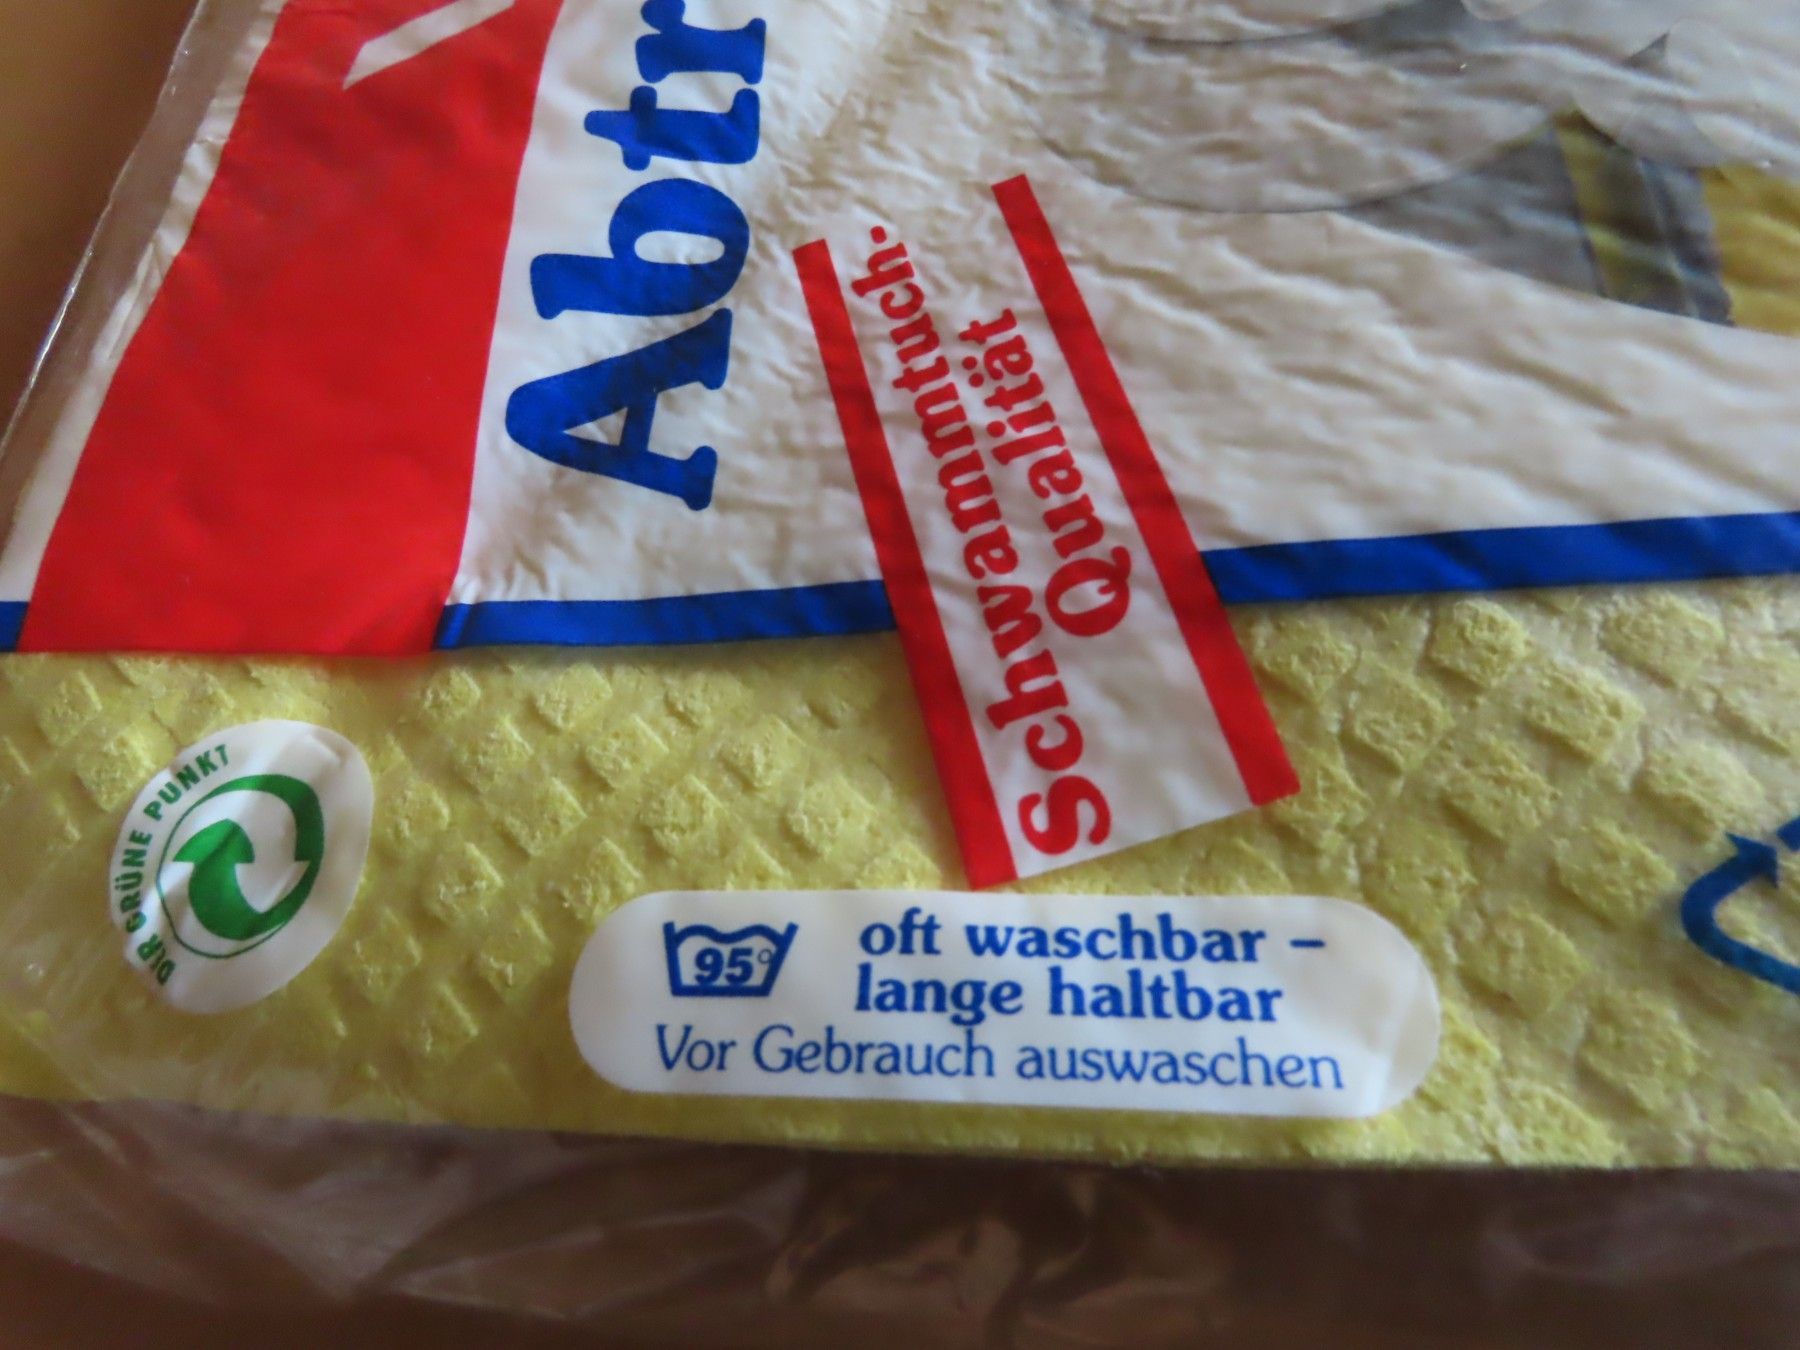 Abtr
Schwammtuch-
Qualität
DER GRÜNE PUNKT
95°
oft waschbar –
lange haltbar
Vor Gebrauch auswaschen